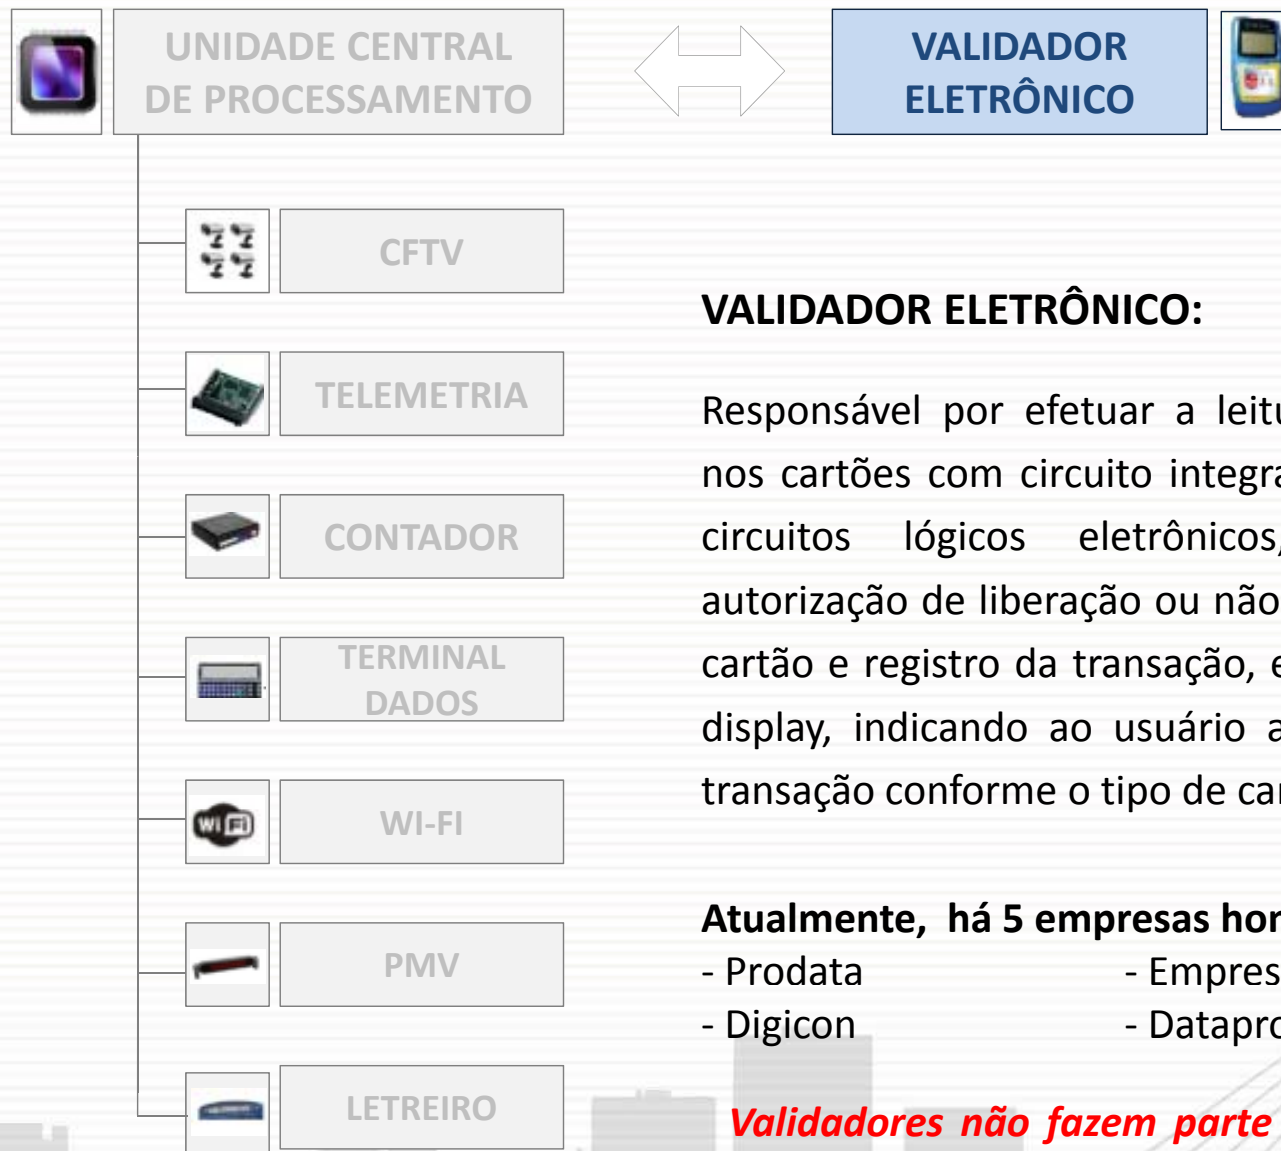 UNIDADE CENTRAL
DE PROCESSAMENTO
VALIDADOR
ELETRÔNICO
CFTV
TELEMETRIA
CONTADOR
TERMINAL
DADOS
WI-FI
WI-FI
PMV
LETREIRO
VALIDADOR ELETRÔNICO:
Responsável por efetuar a
nos cartões com circuito
circuitos lógicos eletrônicos,
autorização de liberação ou não
cartão e registro da transação,
display, indicando ao usuário
transação conforme o tipo de
Atualmente, há 5 empresas
- Prodata
- Digicon
Validadores não fazem parte